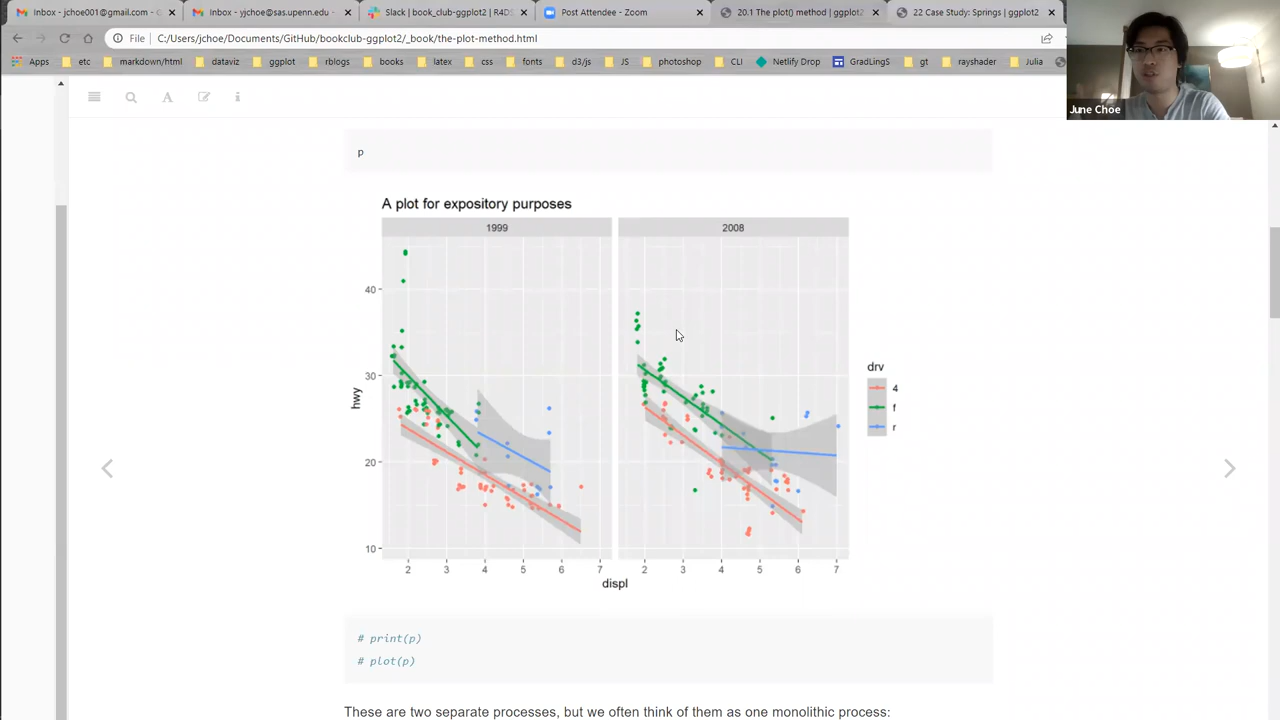 Inbox - jchoe001@gmail.com - G
Inbox - yjchoe@sas.upenn.edu -
Slack | book_club-ggplot2 | R4DS
Post Attendee - Zoom
20.1 The plot() method | ggplot2
22 Case Study: Springs | ggplot2
File
C:/Users/jchoe/Documents/GitHub/bookclub-ggplot2/_book/the-plot-method.html
Apps
etc
markdown/html
dataviz
ggplot
rblogs
books
latex
css
fonts
d3/js
JS
photoshop
CLI
Netlify Drop
GradLingS
gt
rayshader
Julia
June Choe
p
A plot for expository purposes
1999
2008
40
30
20
10
hwy
2 3 4 5 6 7
2 3 4 5 6 7
displ
drv
4
f
r
# print(p)
# plot(p)
These are two separate processes, but we often think of them as one monolithic process: